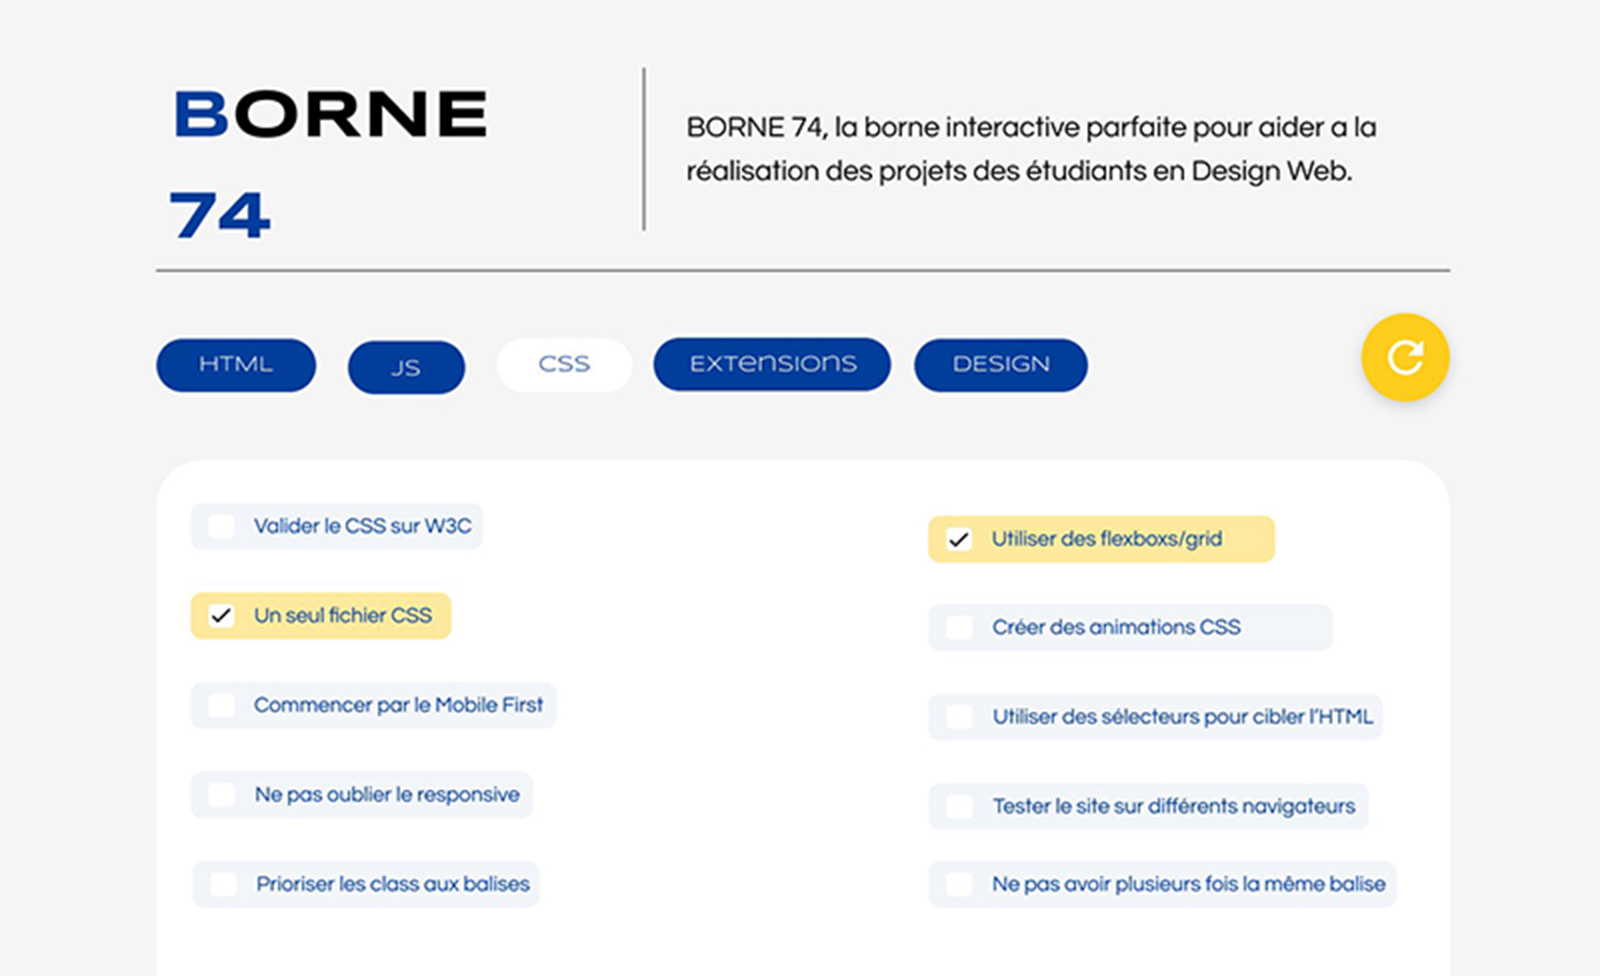 BORNE
74
BORNE 74, la borne interactive parfaite pour aider a la
réalisation des projets des étudiants en Design Web.
HTML
JS
CSS
EXTensions
DESIGN
Valider le CSS sur W3C
Un seul fichier CSS
Commencer par le Mobile First
Ne pas oublier le responsive
Prioriser les class aux balises
Utiliser des flexboxs/grid
Créer des animations CSS
Utiliser des sélecteurs pour cibler l'HTML
Tester le site sur différents navigateurs
Ne pas avoir plusieurs fois la même balise